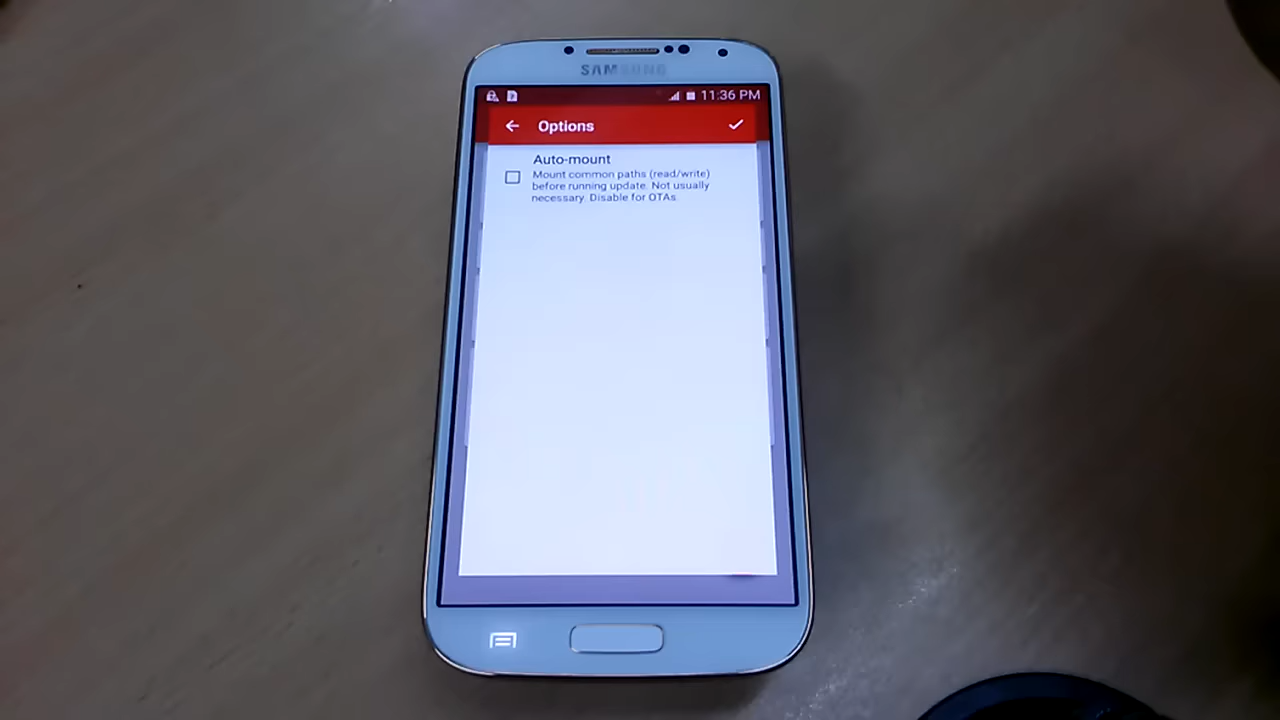 SAMSUNG
11:36 PM
Options
Auto-mount
Mount common paths (read/write)
before running update. Not usually
necessary. Disable for OTAs.